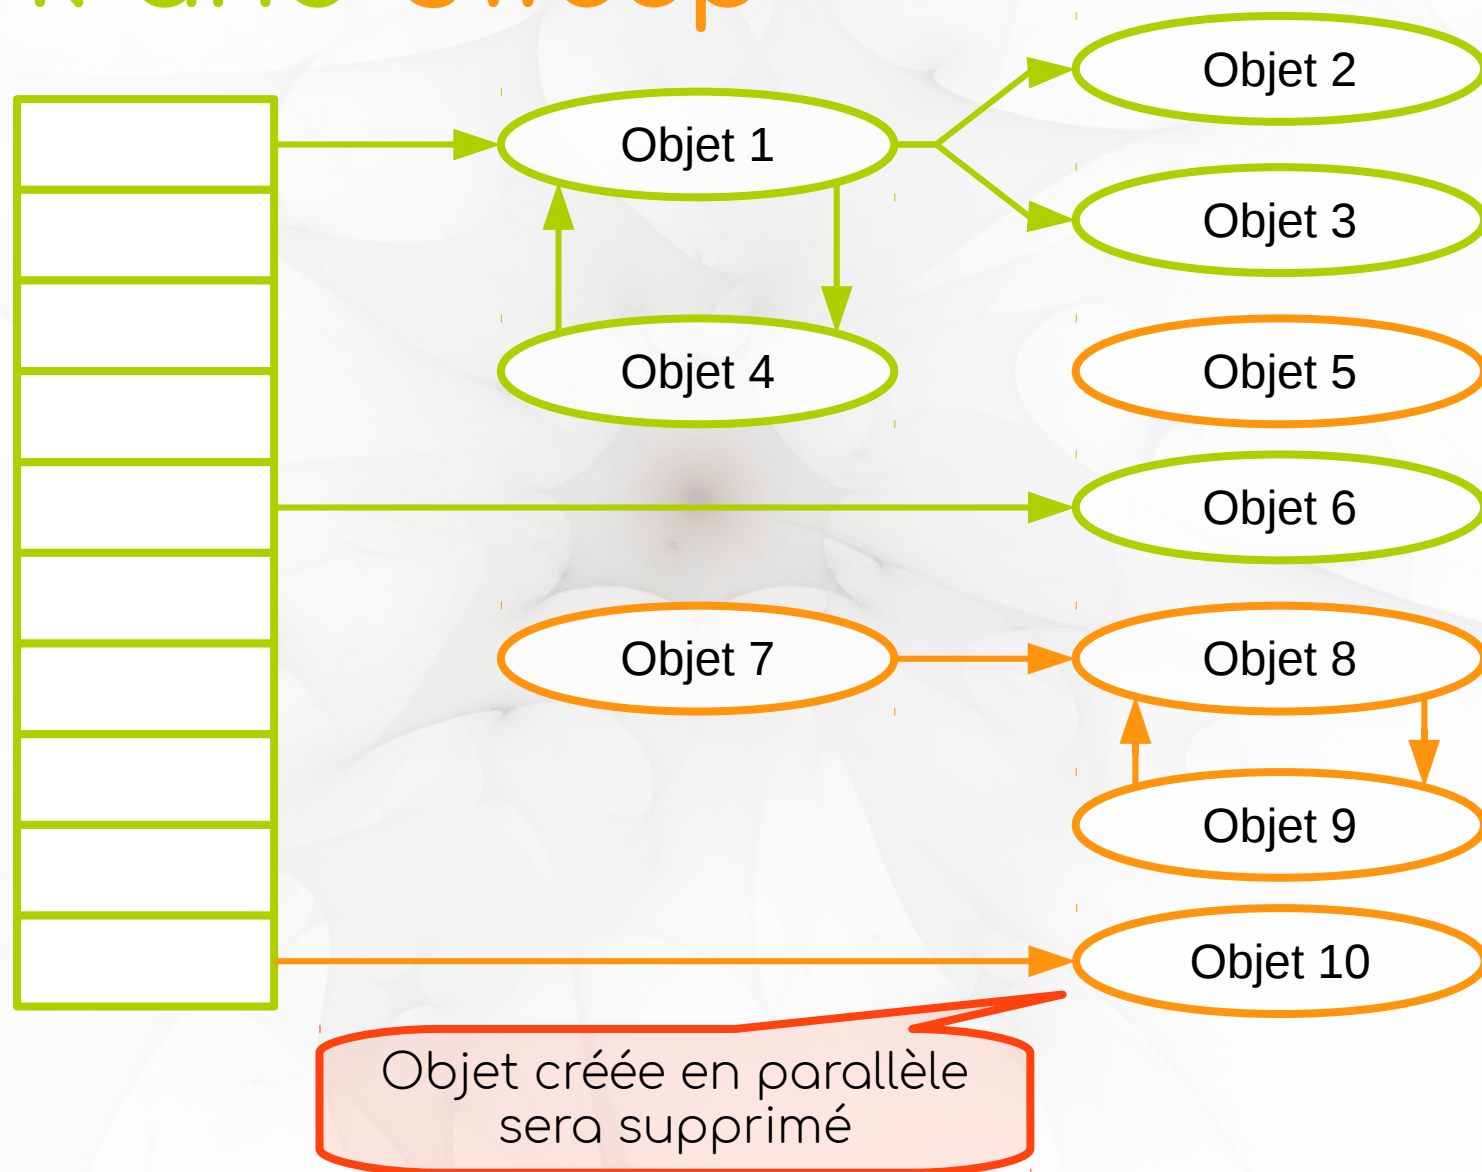 Sweep
Objet 2
Objet 1
Objet 3
Objet 4
Objet 5
Objet 6
Objet 7
Objet 8
Objet 9
Objet 10
Objet créée en parallèle
sera supprimé